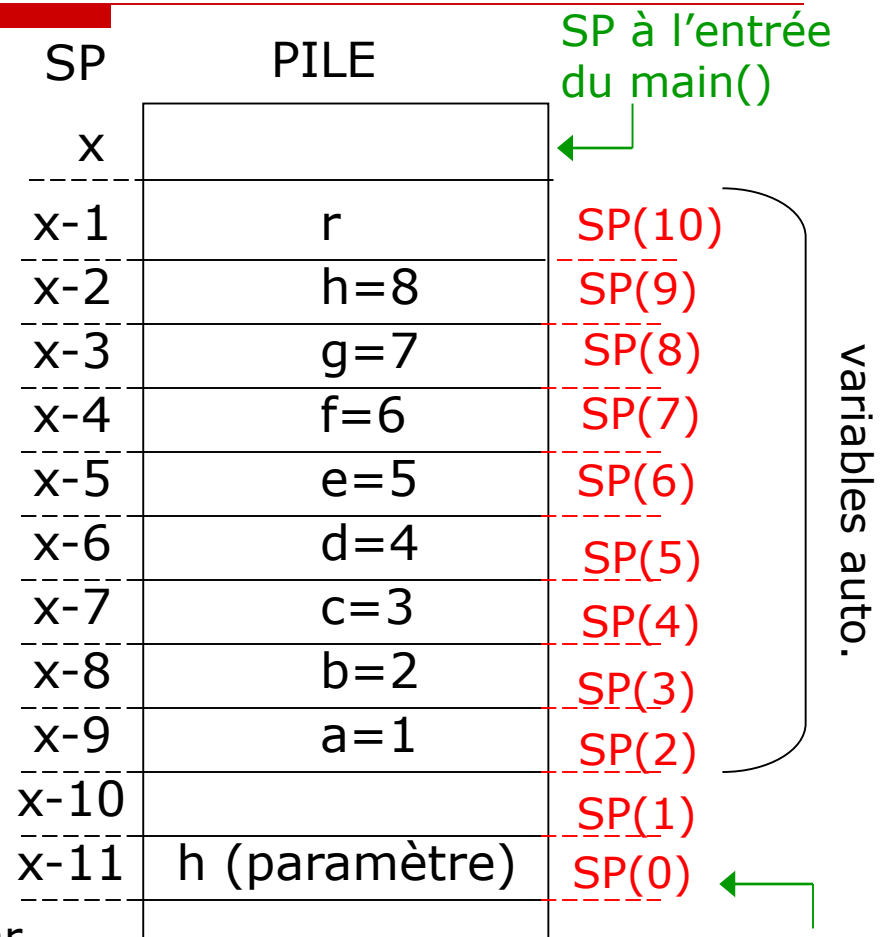 SP PILE SP à l'entrée
du main()
x
x-1 r SP(10)
x-2 h=8 SP(9)
x-3 g=7 SP(8)
x-4 f=6 SP(7)
x-5 e=5 SP(6)
x-6 d=4 SP(5)
x-7 c=3 SP(4)
x-8 b=2 SP(3)
x-9 a=1 SP(2)
x-10 SP(1)
x-11 h (paramètre) SP(0)
variables auto.